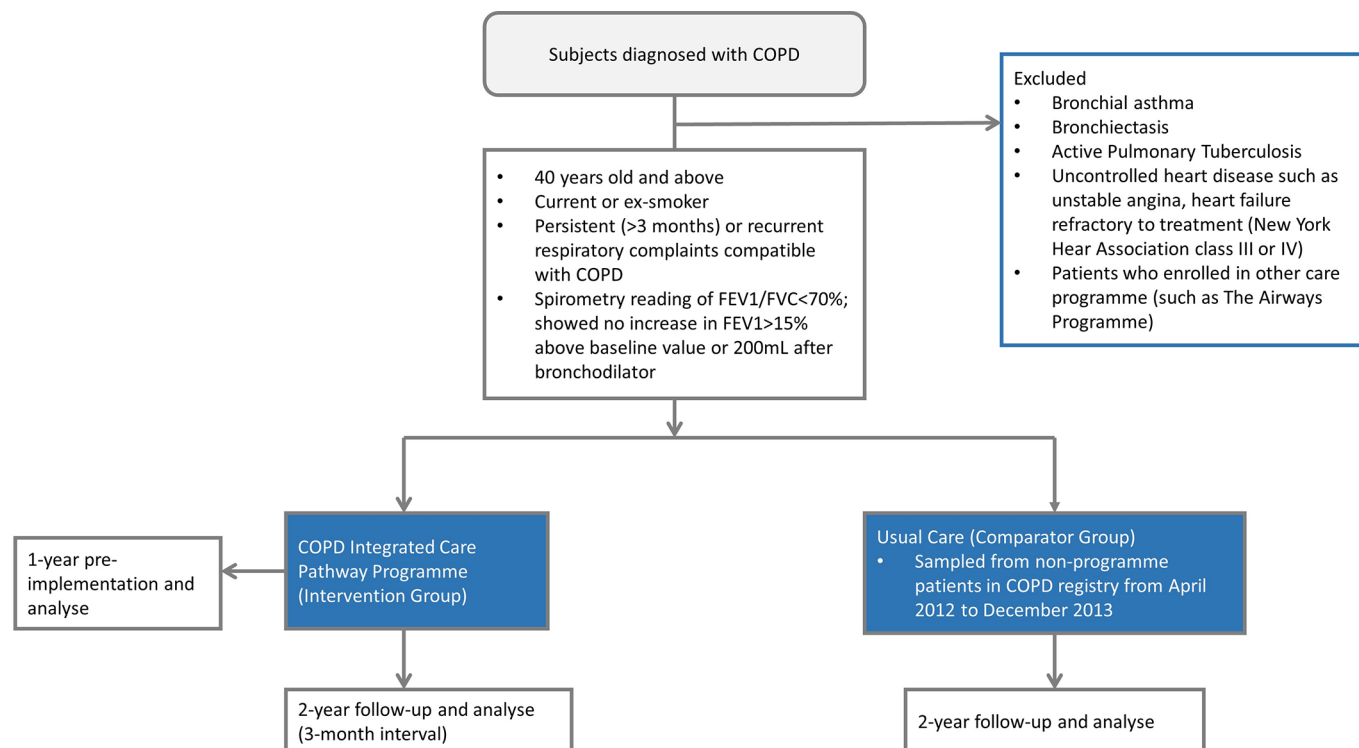 Subjects diagnosed with COPD
Excluded
• Bronchial asthma
• Bronchiectasis
• Active Pulmonary Tuberculosis
• Uncontrolled heart disease such as
unstable angina, heart failure
refractory to treatment (New York
Hear Association class III or IV)
• Patients who enrolled in other care
programme (such as The Airways
Programme)
• 40 years old and above
• Current or ex-smoker
• Persistent (>3 months) or recurrent
respiratory complaints compatible
with COPD
• Spirometry reading of FEV1/FVC<70%;
showed no increase in FEV1>15%
above baseline value or 200mL after
bronchodilator
1-year pre-
implementation and
analyse
COPD Integrated Care
Pathway Programme
(Intervention Group)
Usual Care (Comparator Group)
• Sampled from non-programme
patients in COPD registry from April
2012 to December 2013
2-year follow-up and analyse
(3-month interval)
2-year follow-up and analyse